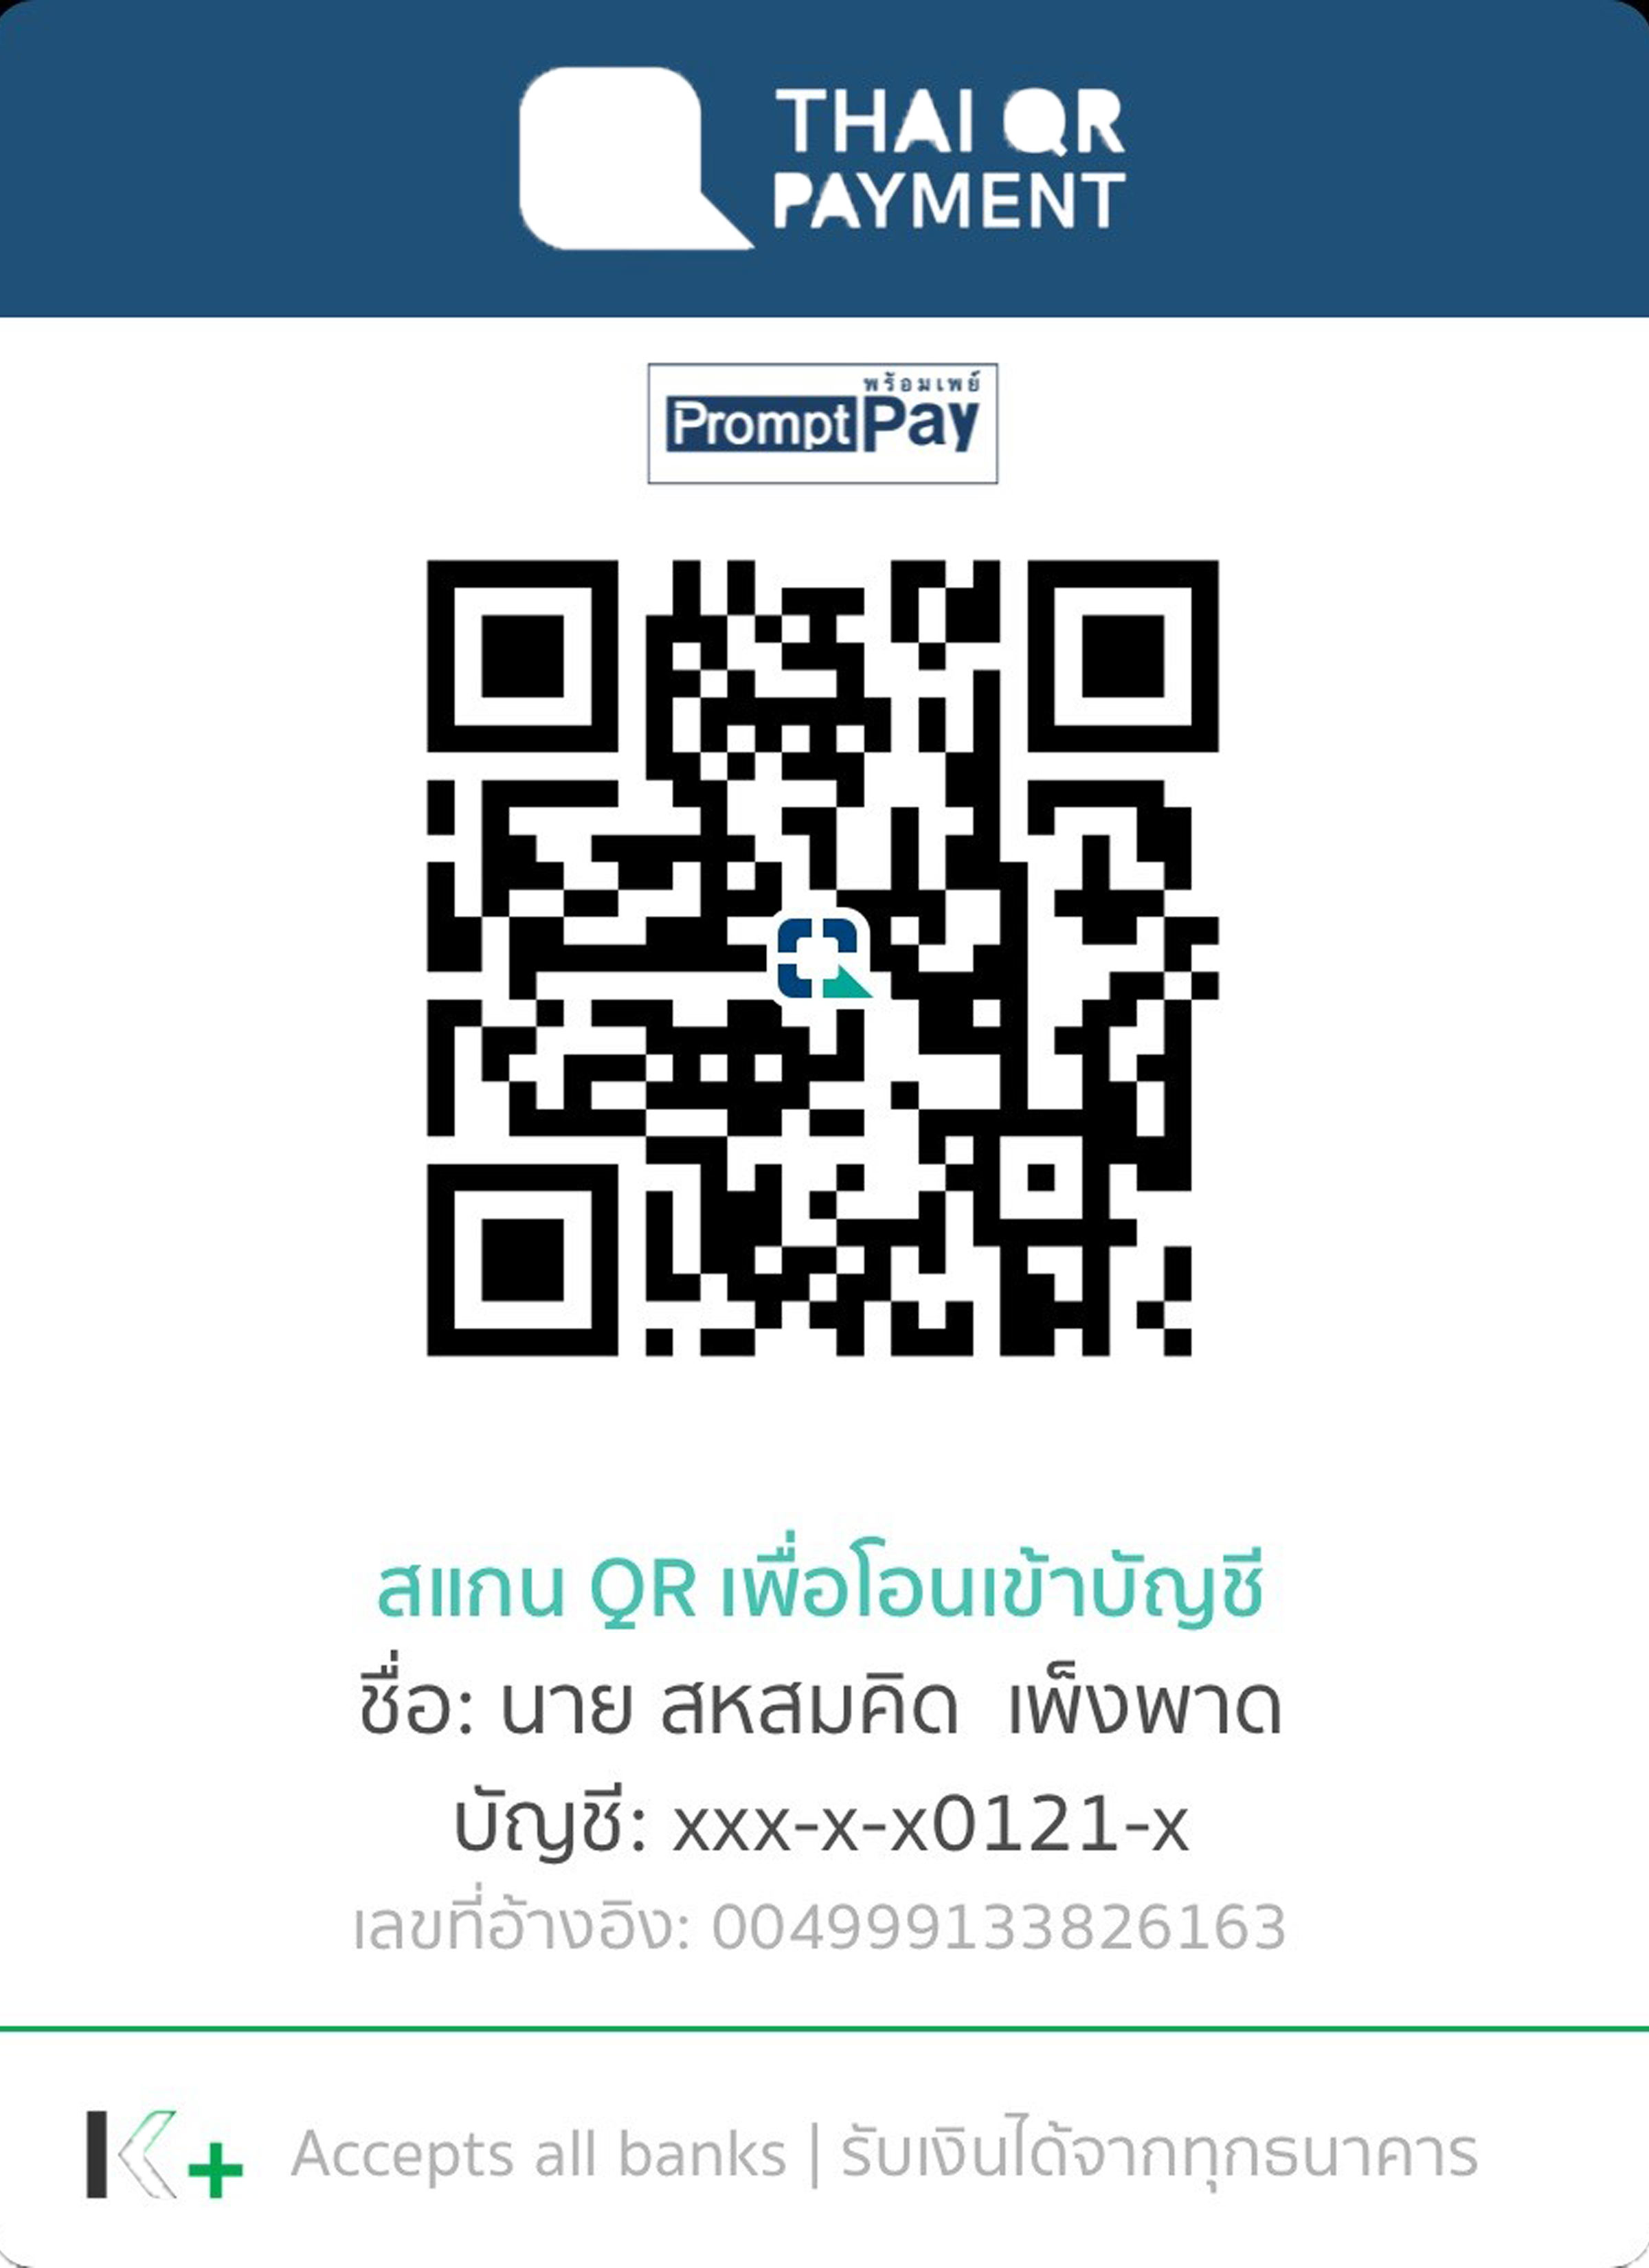 THAI QR
PAYMENT
พร้อมเพย์
PromptPay
สแกน QR เพื่อโอนเข้าบัญชี
ชื่อ: นาย สหสมคิด เพ็งพาด
บัญชี: xxx-x-x0121-x
เลขที่อ้างอิง: 004999133826163
K+ Accepts all banks | รับเงินได้จากทุกธนาคาร